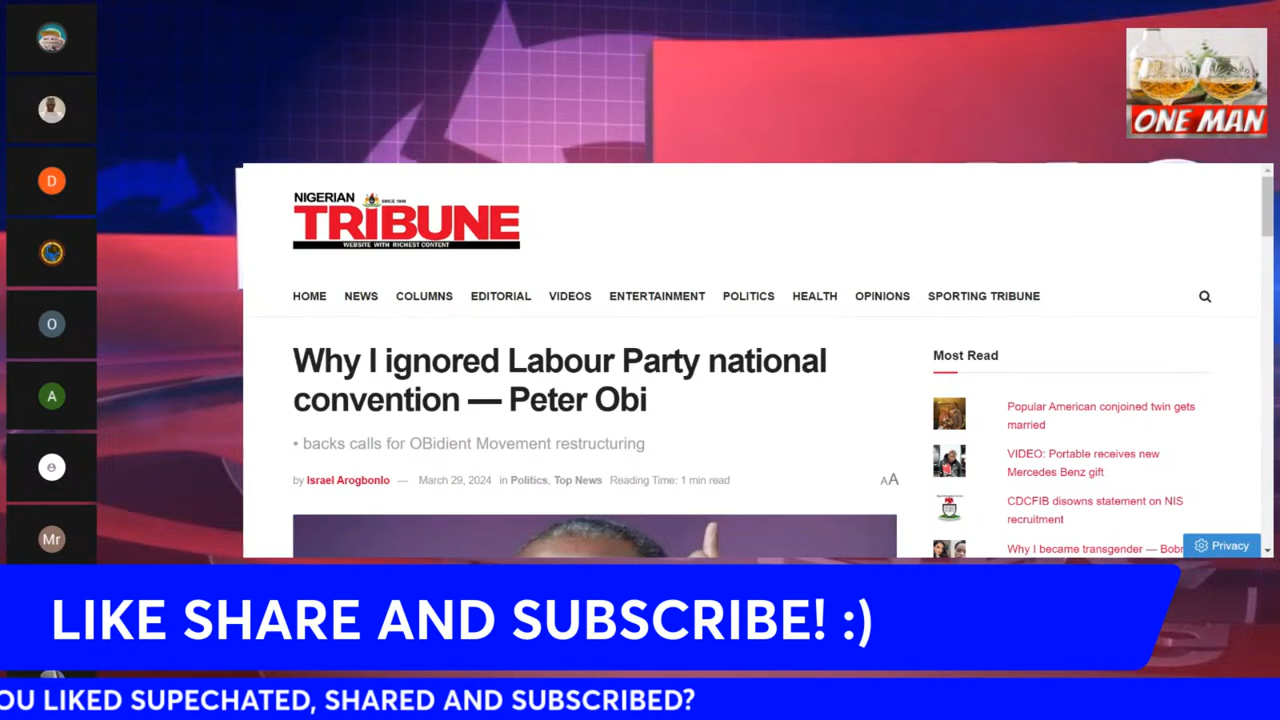 D
O
A
Mr
ONE MAN
NIGERIAN
SINCE 1949
TRIBUNE
WEBSITE WITH RICHEST CONTENT
HOME NEWS COLUMNS EDITORIAL VIDEOS ENTERTAINMENT POLITICS HEALTH OPINIONS SPORTING TRIBUNE
Why I ignored Labour Party national
convention — Peter Obi
• backs calls for OBidient Movement restructuring
by Israel Arogbonlo — March 29, 2024 in Politics, Top News Reading Time: 1 min read AA
Most Read
Popular American conjoined twin gets
married
VIDEO: Portable receives new
Mercedes Benz gift
CDCFIB disowns statement on NIS
recruitment
Why I became transgender — Bobr
Privacy
LIKE SHARE AND SUBSCRIBE! :)
OU LIKED SUPECHATED, SHARED AND SUBSCRIBED?